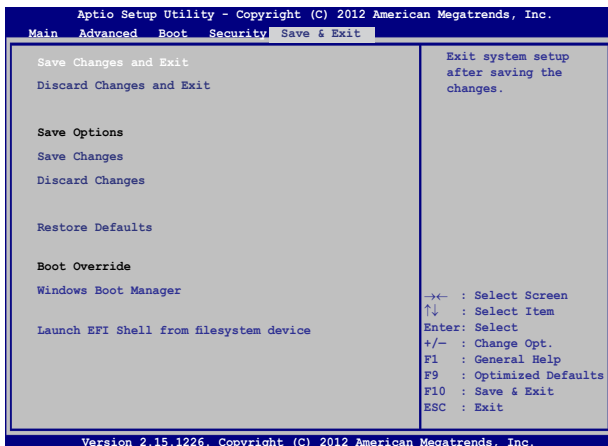 Aptio Setup Utility - Copyright (C) 2012 American Megatrends, Inc.
Main Advanced Boot Security Save & Exit
Save Changes and Exit
Discard Changes and Exit
Save Options
Save Changes
Discard Changes
Restore Defaults
Boot Override
Windows Boot Manager
Launch EFI Shell from filesystem device
Exit system setup
after saving the
changes.
→← : Select Screen
↑↓ : Select Item
Enter: Select
+/— : Change Opt.
F1 : General Help
F9 : Optimized Defaults
F10 : Save & Exit
ESC : Exit
Version 2.15.1226. Copyright (C) 2012 American Megatrends, Inc.